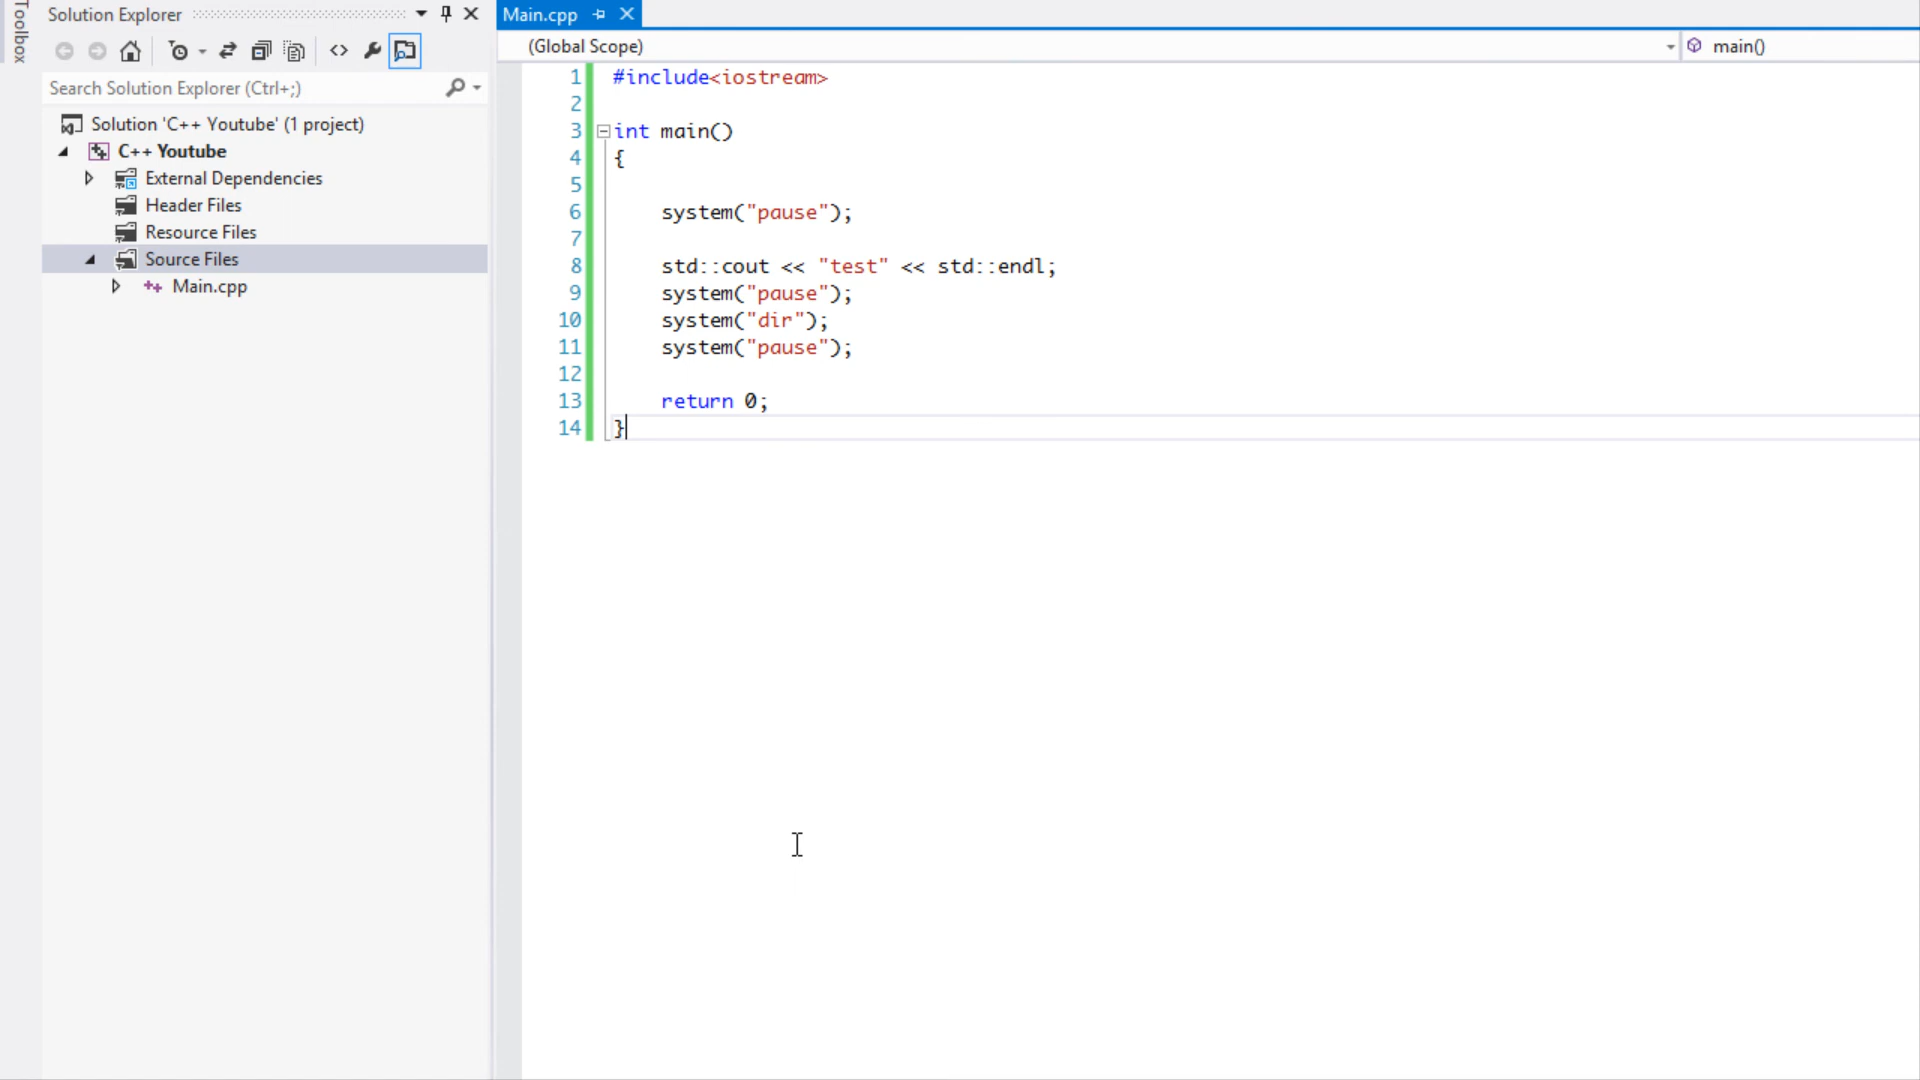 Toolbox
Solution Explorer
Search Solution Explorer (Ctrl+;)
Solution 'C++ Youtube' (1 project)
C++ Youtube
External Dependencies
Header Files
Resource Files
Source Files
Main.cpp
Main.cpp
(Global Scope)
main()
1 #include<iostream>
2
3 int main()
4 {
5
6 system("pause");
7
8 std::cout << "test" << std::endl;
9 system("pause");
10 system("dir");
11 system("pause");
12
13 return 0;
14 }